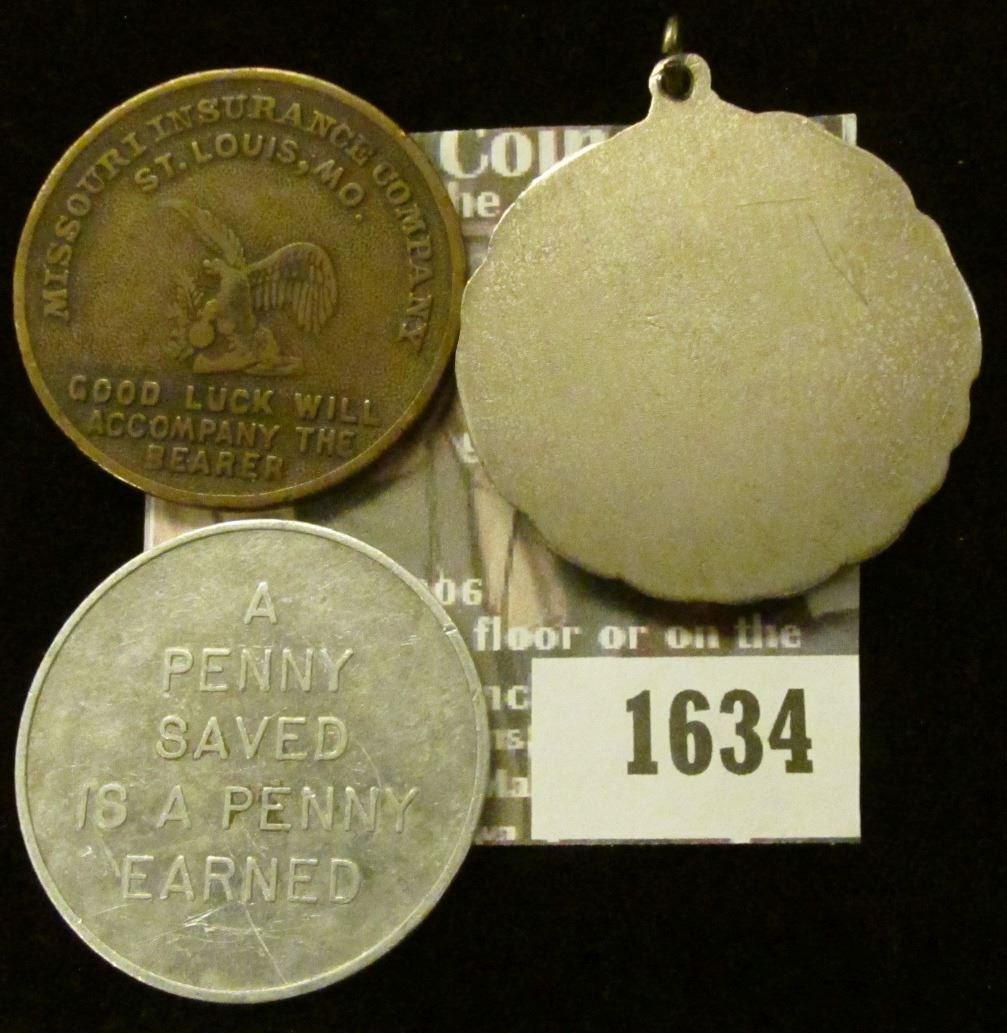 MISSOURI INSURANCE COMPANY
ST. LOUIS, MO.
GOOD LUCK WILL
ACCOMPANY THE
BEARER
A
PENNY
SAVED
IS A PENNY
EARNED
floor or on the
1634